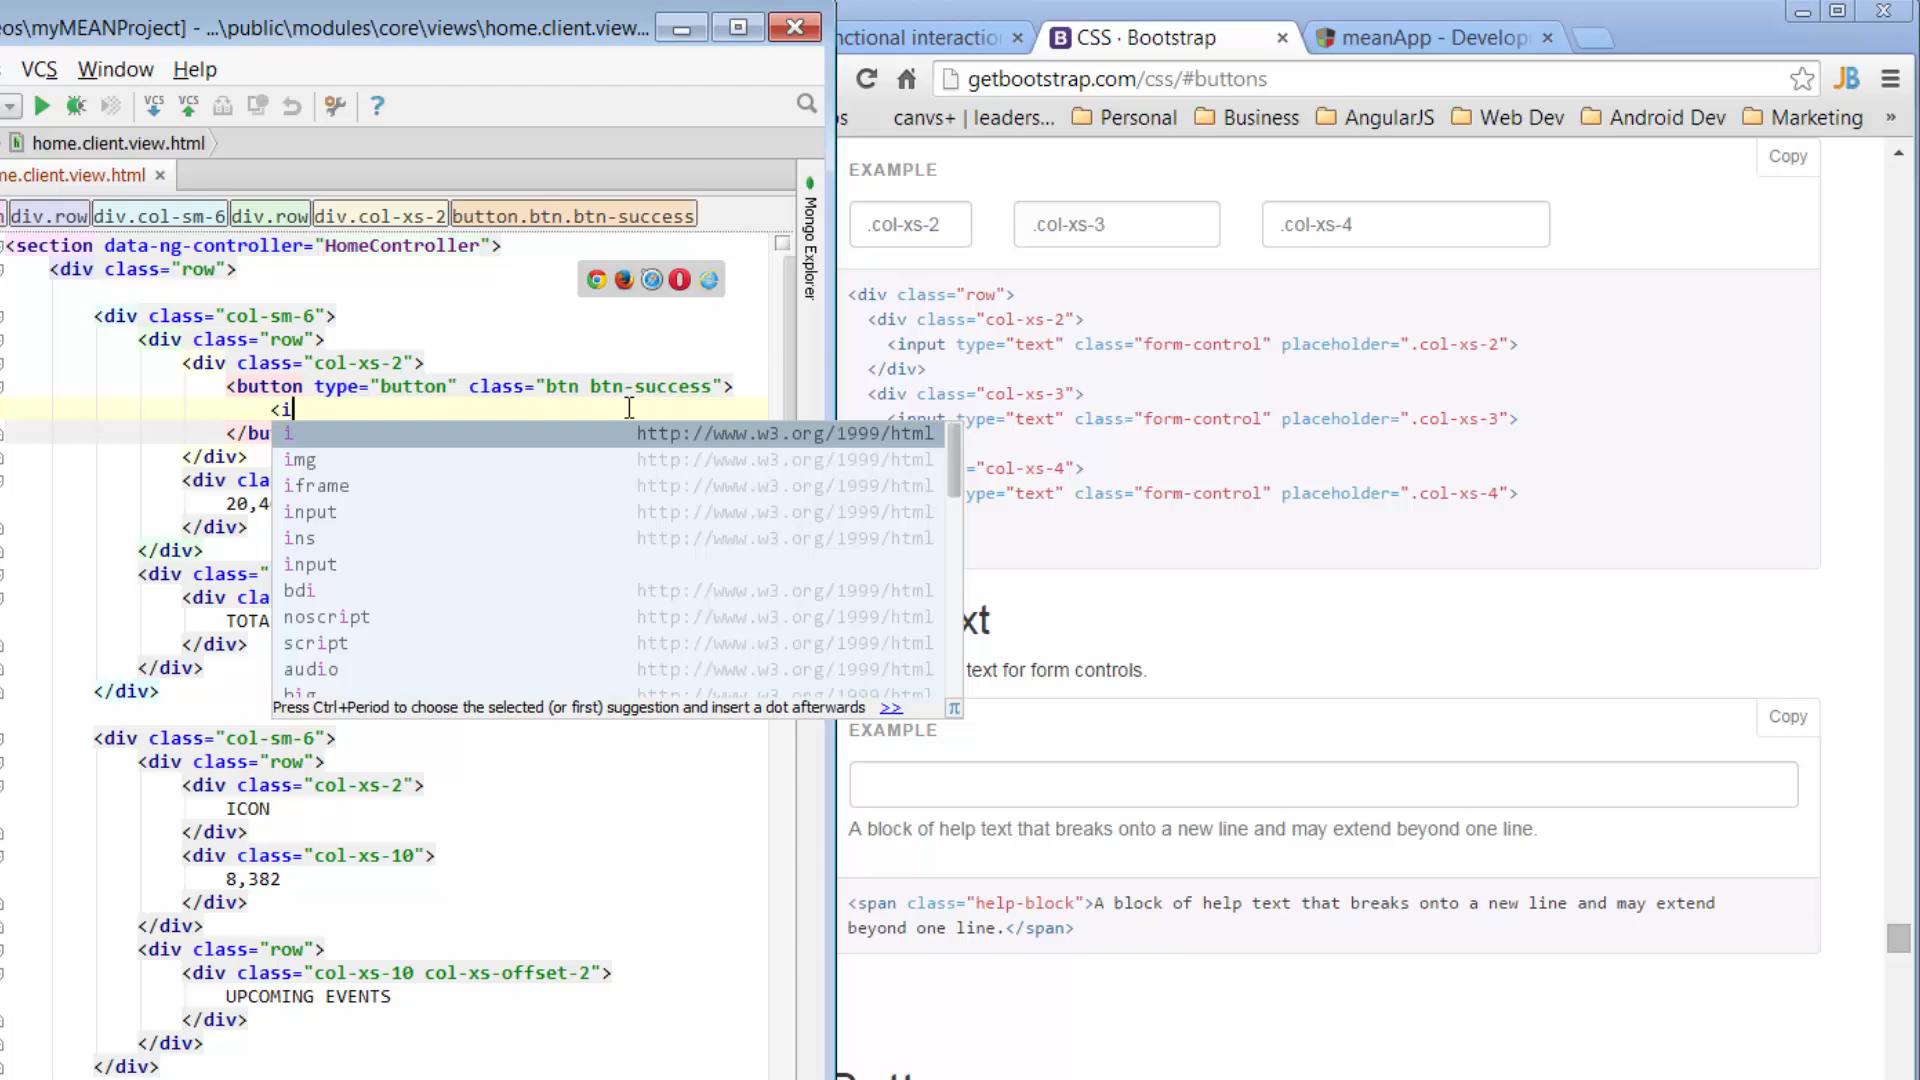 eos\myMEANProject] - ...\public\modules\core\views\home.client.view...
VCS Window Help
home.client.view.html
me.client.view.html
div.row div.col-sm-6 div.row div.col-xs-2 button.btn.btn-success
<section data-ng-controller="HomeController">
<div class="row">
<div class="col-sm-6">
<div class="row">
<div class="col-xs-2">
<button type="button" class="btn btn-success">
<i
</bu
</div>
<div cla
20,4
</div>
</div>
<div class="
<div cla
TOTA
</div>
</div>
</div>
<div class="col-sm-6">
<div class="row">
<div class="col-xs-2">
ICON
</div>
<div class="col-xs-10">
8,382
</div>
</div>
<div class="row">
<div class="col-xs-10 col-xs-offset-2">
UPCOMING EVENTS
</div>
</div>
</div>
i http://www.w3.org/1999/html
img http://www.w3.org/1999/html
iframe http://www.w3.org/1999/html
input http://www.w3.org/1999/html
ins http://www.w3.org/1999/html
input
bdi http://www.w3.org/1999/html
noscript http://www.w3.org/1999/html
script http://www.w3.org/1999/html
audio http://www.w3.org/1999/html
big http://www.w3.org/1999/html
Press Ctrl+Period to choose the selected (or first) suggestion and insert a dot afterwards >>
π
Mongo Explorer
nctional interactio
CSS · Bootstrap
meanApp - Develop
getbootstrap.com/css/#buttons
JB
os canvs+ | leaders... Personal Business AngularJS Web Dev Android Dev Marketing »
Copy
EXAMPLE
.col-xs-2 .col-xs-3 .col-xs-4
<div class="row">
<div class="col-xs-2">
<input type="text" class="form-control" placeholder=".col-xs-2">
</div>
<div class="col-xs-3">
<input type="text" class="form-control" placeholder=".col-xs-3">
="col-xs-4">
ype="text" class="form-control" placeholder=".col-xs-4">
xt
text for form controls.
Copy
EXAMPLE
A block of help text that breaks onto a new line and may extend beyond one line.
<span class="help-block">A block of help text that breaks onto a new line and may extend
beyond one line.</span>